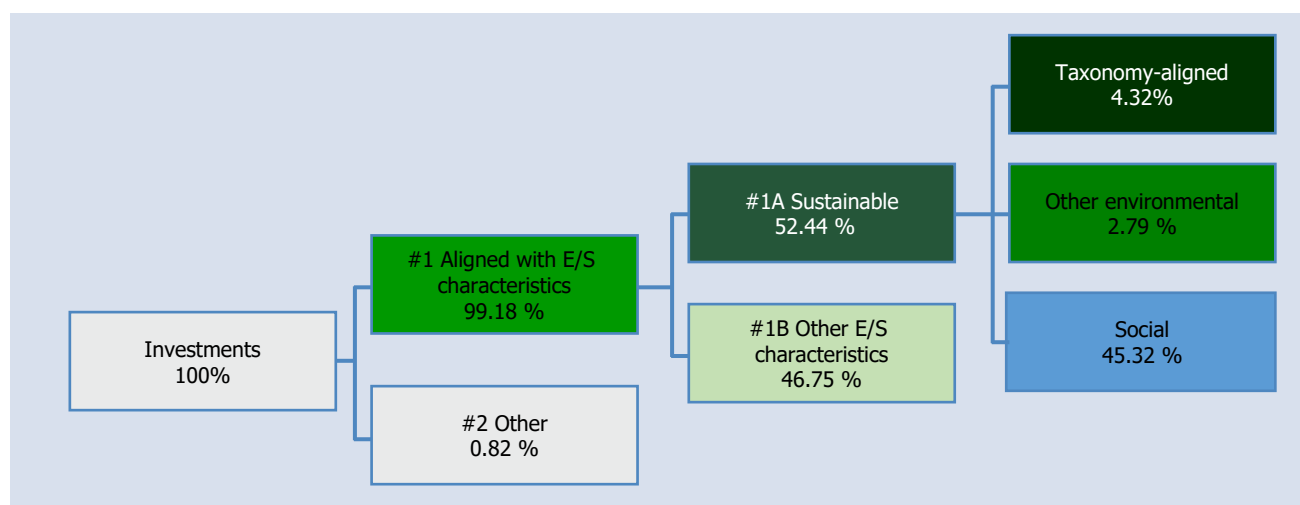 Investments
100%
#1 Aligned with E/S
characteristics
99.18 %
#2 Other
0.82 %
#1A Sustainable
52.44 %
#1B Other E/S
characteristics
46.75 %
Taxonomy-aligned
4.32%
Other environmental
2.79 %
Social
45.32 %